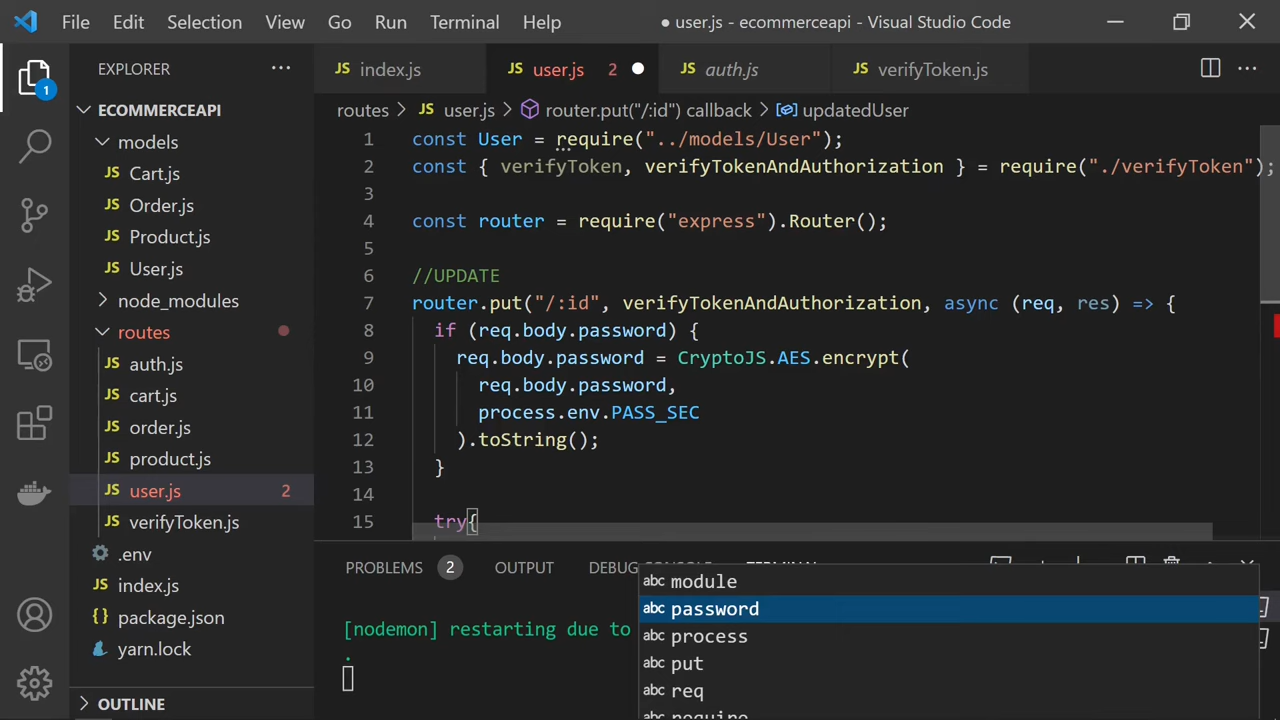 File Edit Selection View Go Run Terminal Help
● user.js - ecommerceapi - Visual Studio Code
EXPLORER ...
1
ECOMMERCEAPI
models
JS Cart.js
JS Order.js
JS Product.js
JS User.js
node_modules
routes
JS auth.js
JS cart.js
JS order.js
JS product.js
JS user.js 2
JS verifyToken.js
.env
JS index.js
{} package.json
yarn.lock
OUTLINE
JS index.js JS user.js 2 ● JS auth.js JS verifyToken.js
routes > JS user.js > router.put("/:id") callback > updatedUser
1 const User = require("../models/User");
2 const { verifyToken, verifyTokenAndAuthorization } = require("./verifyToken");
3
4 const router = require("express").Router();
5
6 //UPDATE
7 router.put("/:id", verifyTokenAndAuthorization, async (req, res) => {
8 if (req.body.password) {
9 req.body.password = CryptoJS.AES.encrypt(
10 req.body.password,
11 process.env.PASS_SEC
12 ).toString();
13 }
14
15 try{
PROBLEMS 2 OUTPUT DEBUG CONSOLE TERMINAL
[nodemon] restarting due to
.
abc module
abc password
abc process
abc put
abc req
abc require